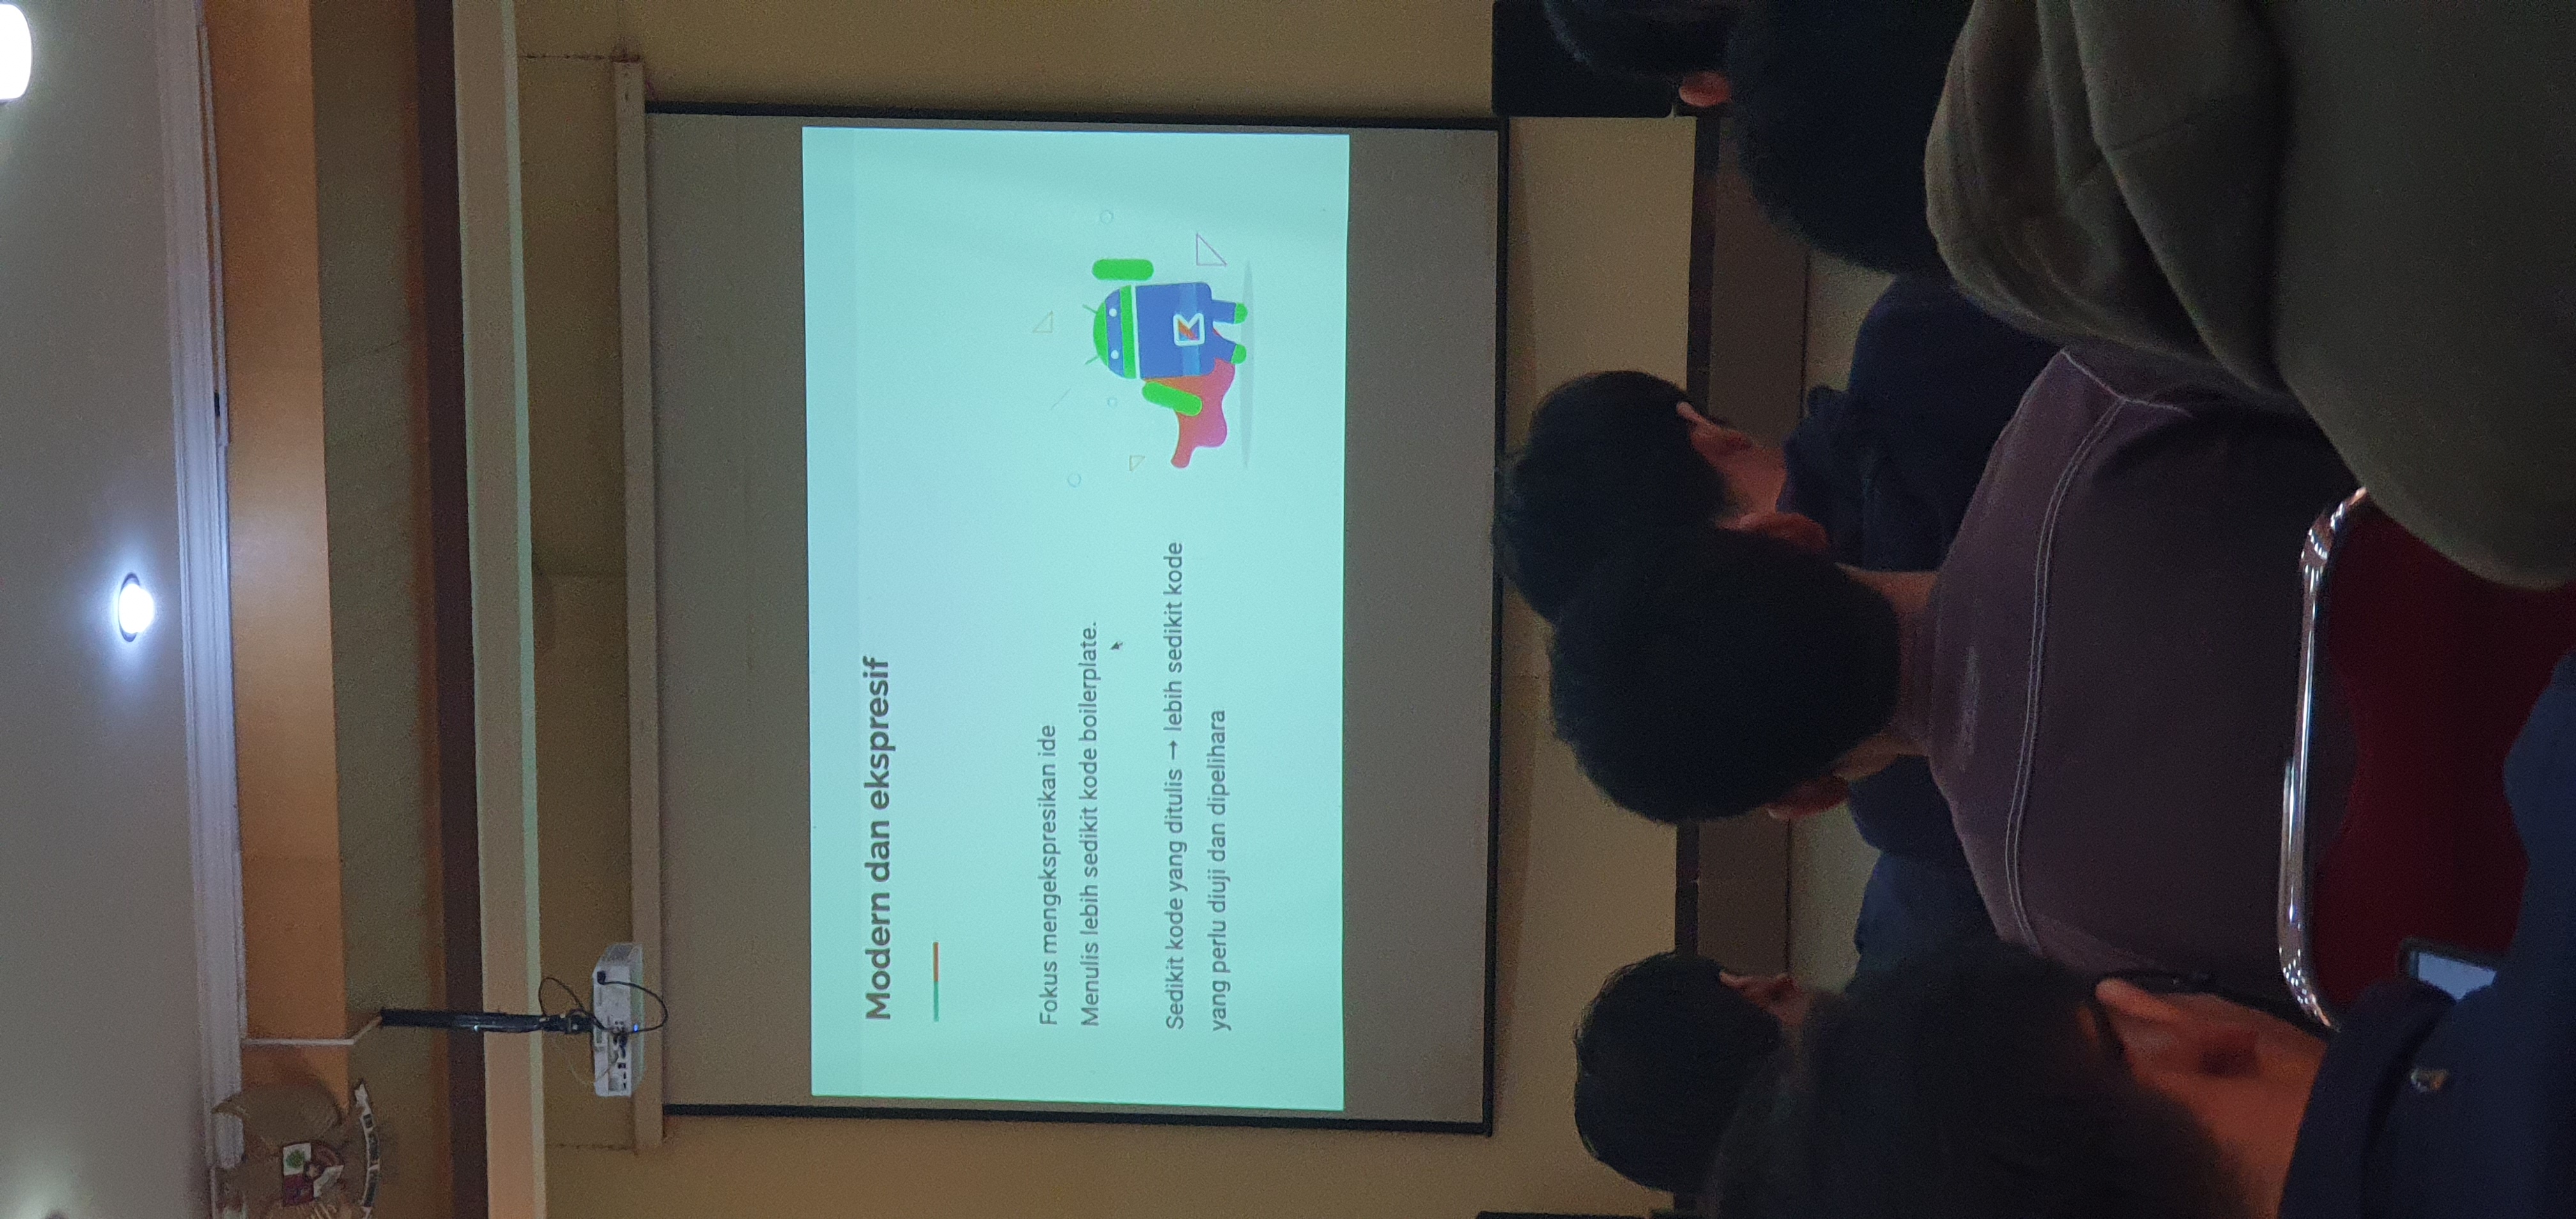 Modern dan ekspresif
Fokus mengekspresikan ide
Menulis lebih sedikit kode boilerplate.
Sedikit kode yang ditulis → lebih sedikit kode
yang perlu diuji dan dipelihara